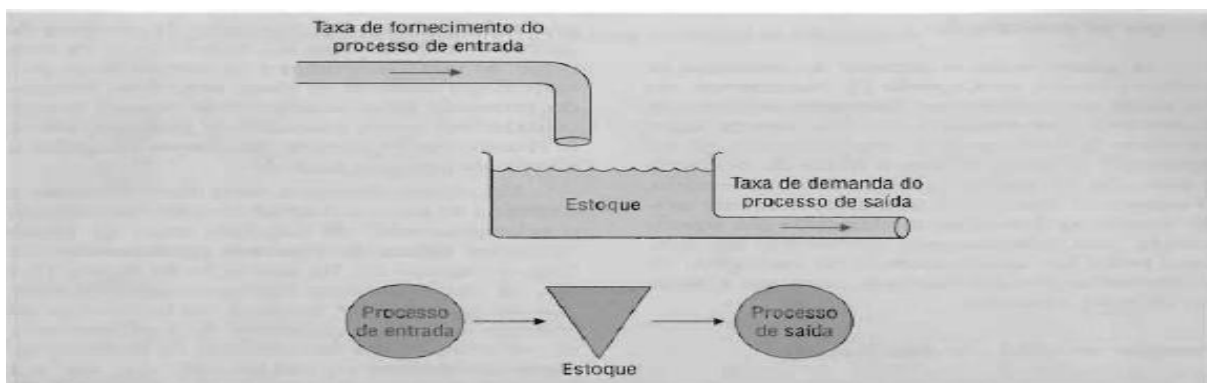 Taxa de fornecimento do
processo de entrada
Estoque
Taxa de demanda do
processo de saída
Processo
de entrada
Processo
de saída
Estoque